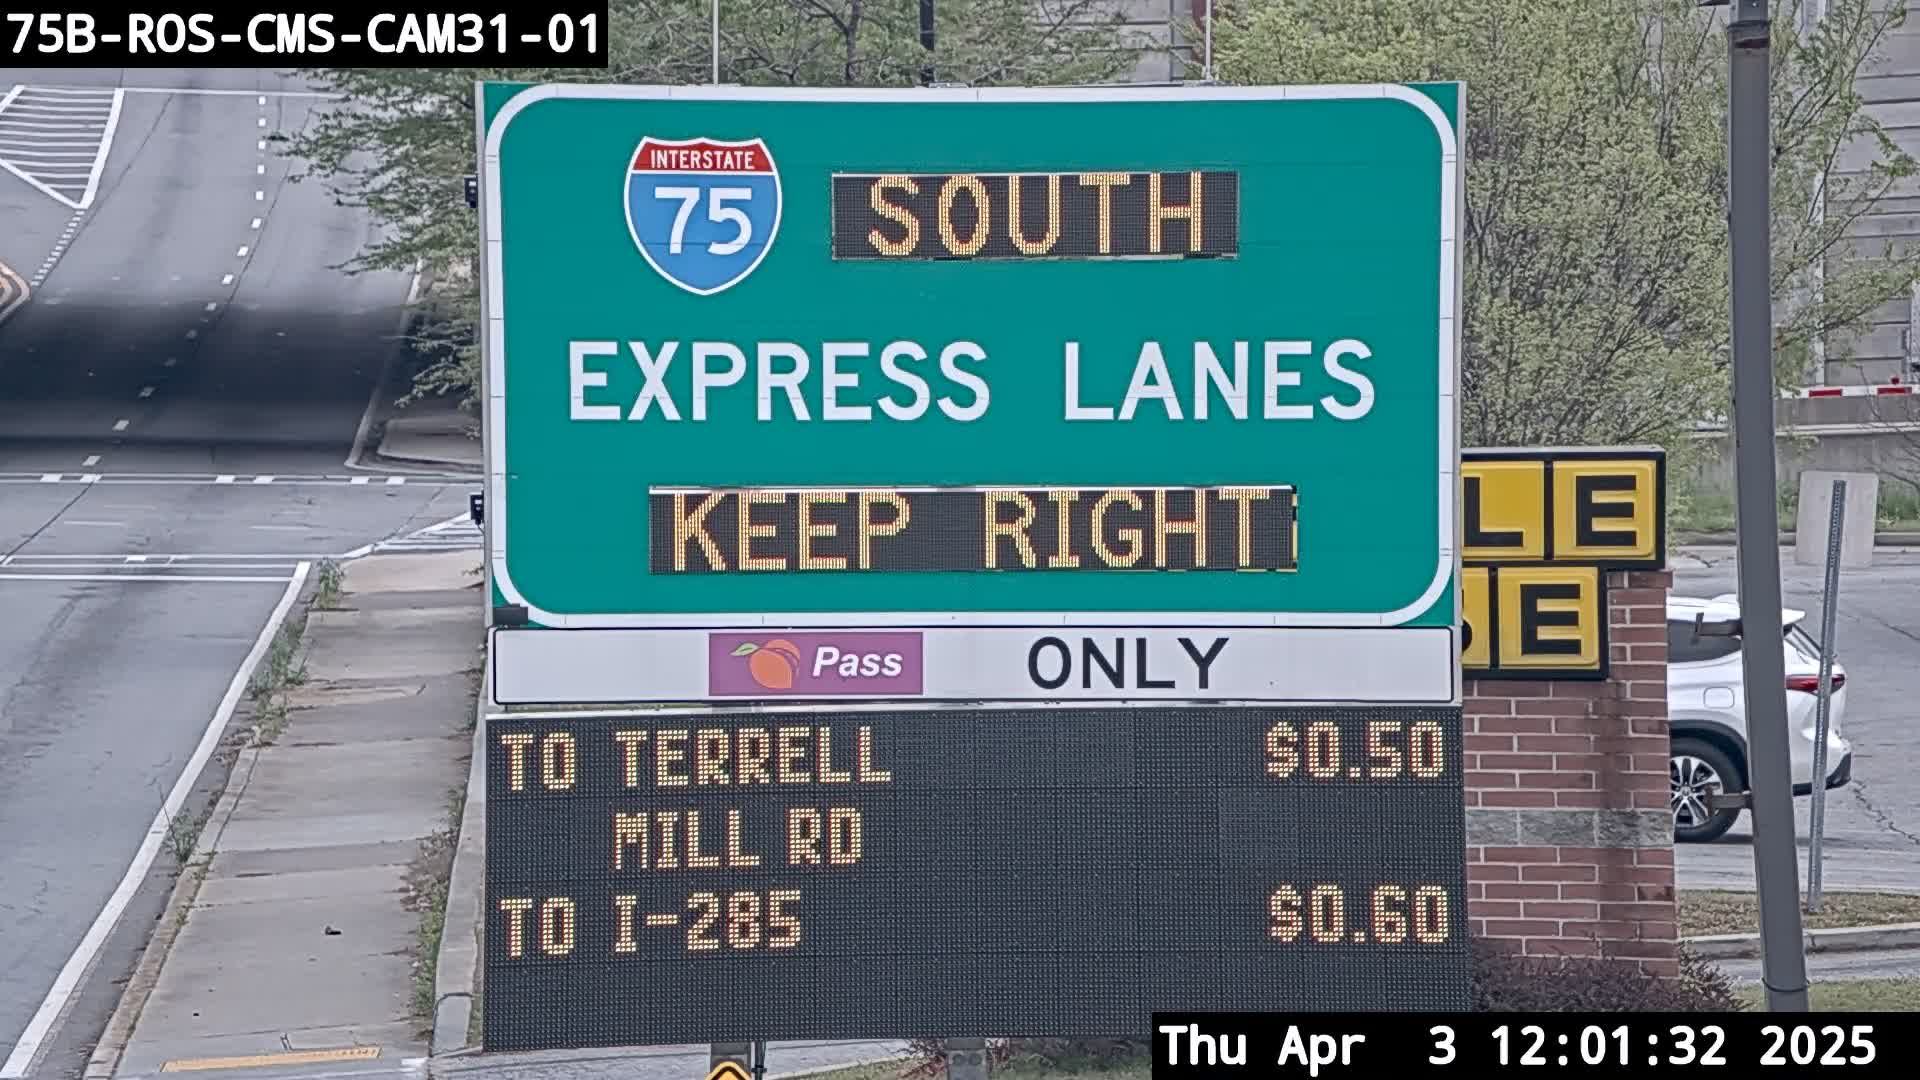 75B-ROS-CMS-CAM31-01
INTERSTATE
75
SOUTH
EXPRESS LANES
KEEP RIGHT
Pass ONLY
TO TERRELL $0.50
MILL RD
TO I-285 $0.60
LE
E
Thu Apr 3 12:01:32 2025